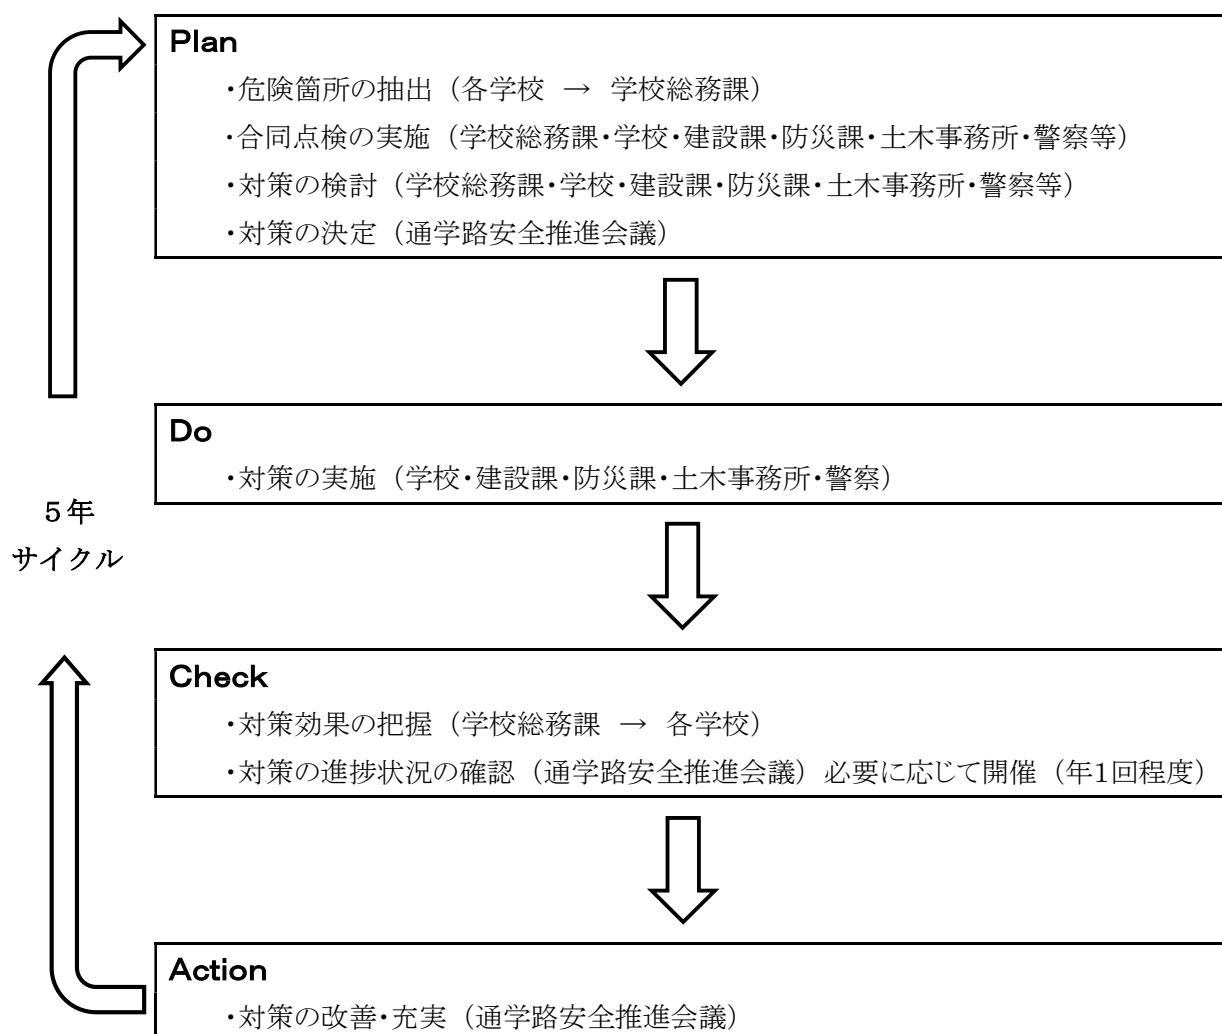 Plan
・危険箇所の抽出（各学校 → 学校総務課）
・合同点検の実施（学校総務課・学校・建設課・防災課・土木事務所・警察等）
・対策の検討（学校総務課・学校・建設課・防災課・土木事務所・警察等）
・対策の決定（通学路安全推進会議）
Do
・対策の実施（学校・建設課・防災課・土木事務所・警察）
５年
サイクル
Check
・対策効果の把握（学校総務課 → 各学校）
・対策の進捗状況の確認（通学路安全推進会議）必要に応じて開催（年1回程度）
Action
・対策の改善・充実（通学路安全推進会議）